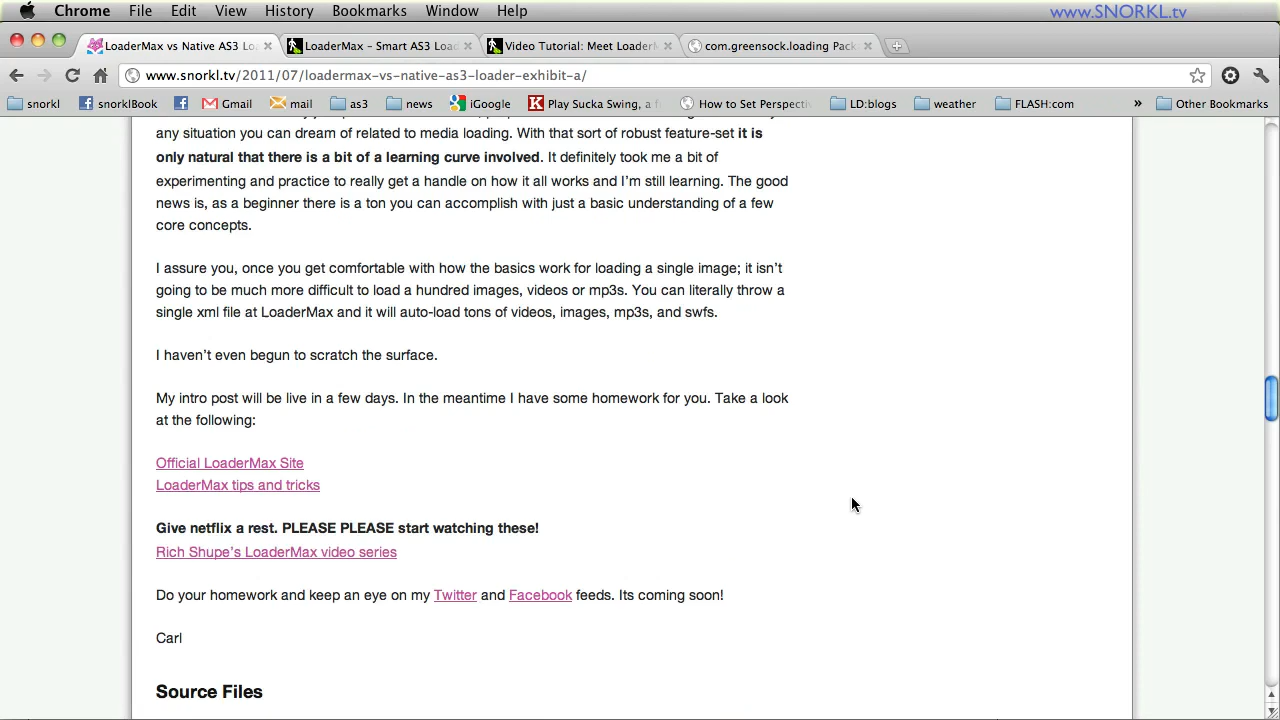 Chrome File Edit View History Bookmarks Window Help www.SNORKL.tv
LoaderMax vs Native AS3 Lo LoaderMax – Smart AS3 Load Video Tutorial: Meet LoaderM com.greensock.loading Pack
www.snorkl.tv/2011/07/loadermax-vs-native-as3-loader-exhibit-a/
snorkl snorklBook Gmail mail as3 news iGoogle Play Sucka Swing, a f How to Set Perspectiv LD:blogs weather FLASH:com » Other Bookmarks
any situation you can dream of related to media loading. With that sort of robust feature-set it is
only natural that there is a bit of a learning curve involved. It definitely took me a bit of
experimenting and practice to really get a handle on how it all works and I'm still learning. The good
news is, as a beginner there is a ton you can accomplish with just a basic understanding of a few
core concepts.
I assure you, once you get comfortable with how the basics work for loading a single image; it isn't
going to be much more difficult to load a hundred images, videos or mp3s. You can literally throw a
single xml file at LoaderMax and it will auto-load tons of videos, images, mp3s, and swfs.
I haven't even begun to scratch the surface.
My intro post will be live in a few days. In the meantime I have some homework for you. Take a look
at the following:
Official LoaderMax Site
LoaderMax tips and tricks
Give netflix a rest. PLEASE PLEASE start watching these!
Rich Shupe's LoaderMax video series
Do your homework and keep an eye on my Twitter and Facebook feeds. Its coming soon!
Carl
Source Files